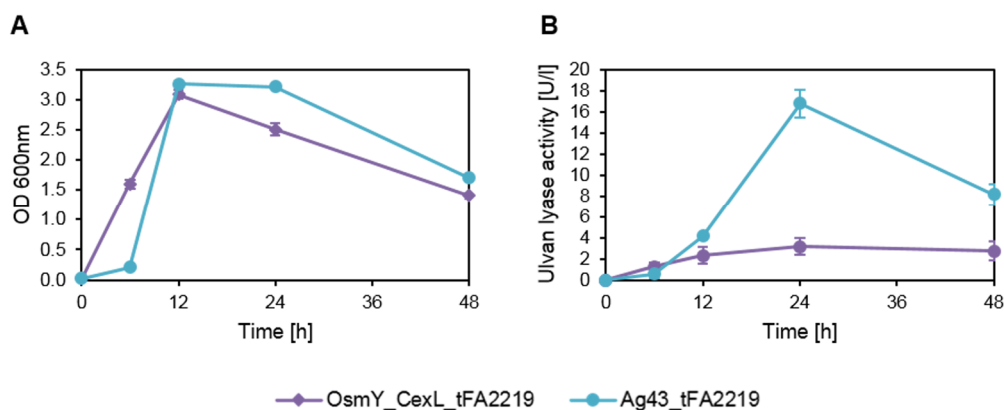 A
OD 600nm
3.5
3.0
2.5
2.0
1.5
1.0
0.5
0.0
0 12 24 36 48
Time [h]
B
Ulvan lyase activity [U/l]
20
18
16
14
12
10
8
6
4
2
0
0 12 24 36 48
Time [h]
OsmY_CexL_tFA2219 Ag43_tFA2219